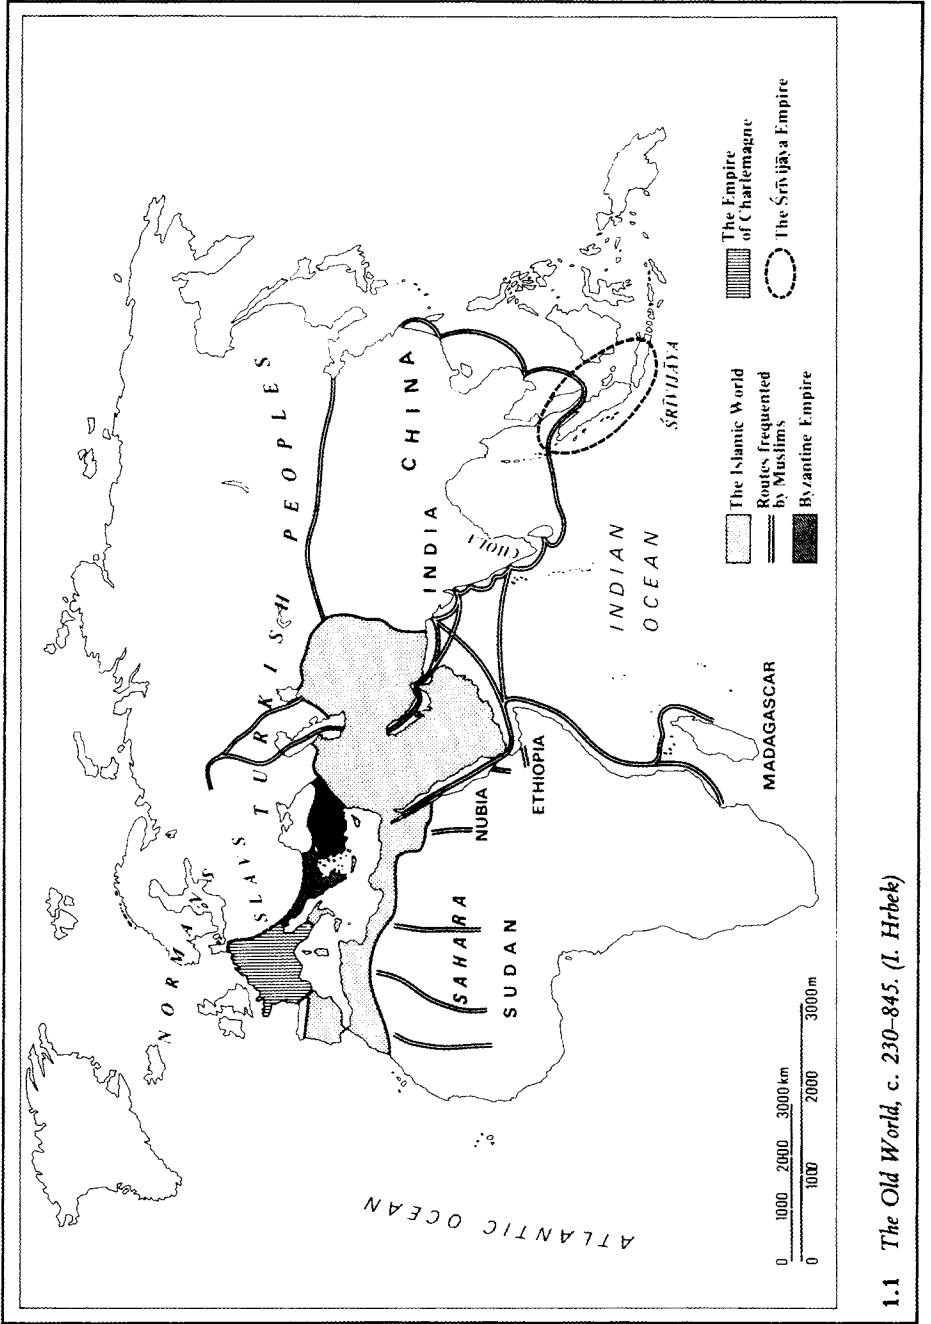 NORMANS
SLAVS
TURKISH PEOPLES
CHINA
INDIA
CHOLA
ŚRĪVIJĀYA
INDIAN
OCEAN
NUBIA
ETHIOPIA
SAHARA
SUDAN
MADAGASCAR
ATLANTIC OCEAN
The Islamic World
Routes frequented
by Muslims
Byzantine Empire
The Empire
of Charlemagne
The Śrīvijāya Empire
0 1000 2000 3000 km
0 1000 2000 3000 m
1.1 The Old World, c. 230–845. (I. Hrbek)